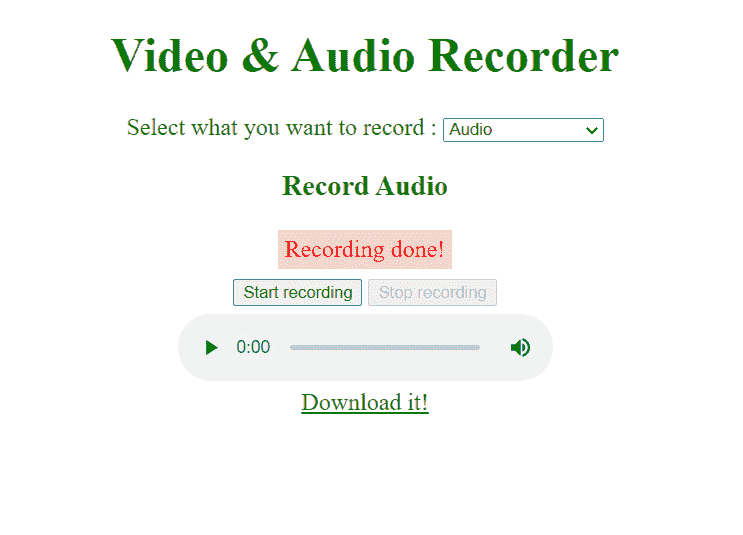 Video & Audio Recorder
Select what you want to record : Audio
Record Audio
Recording done!
Start recording Stop recording
0:00
Download it!